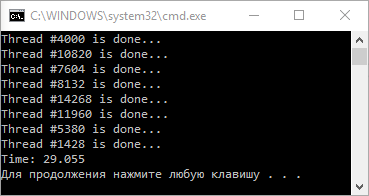 C:\WINDOWS\system32\cmd.exe
Thread #4000 is done...
Thread #10820 is done...
Thread #7604 is done...
Thread #8132 is done...
Thread #14268 is done...
Thread #11960 is done...
Thread #5380 is done...
Thread #1428 is done...
Time: 29.055
Для продолжения нажмите любую клавишу . . .